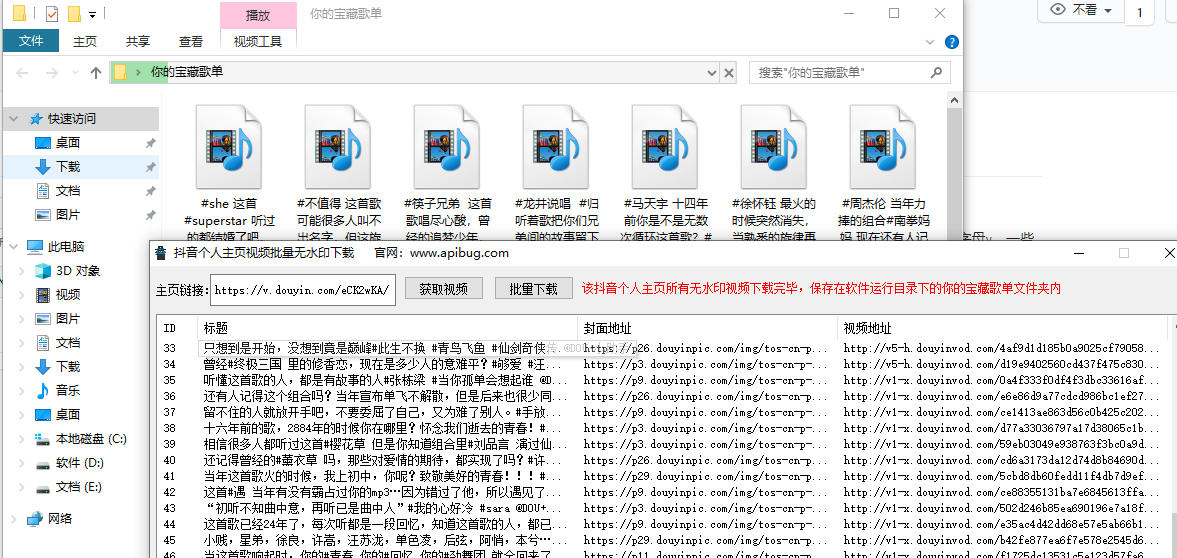 播放
你的宝藏歌单
不看
1
文件
主页
共享
查看
视频工具
你的宝藏歌单
搜索"你的宝藏歌单"
快速访问
桌面
下载
文档
图片
此电脑
3D 对象
视频
图片
文档
下载
音乐
桌面
本地磁盘 (C:)
软件 (D:)
文档 (E:)
网络
#she 这首
#superstar 听过
的都结婚了吧
#不值得 这首歌
可能很多人叫不
出名字，但这旋
#筷子兄弟 这首
歌唱尽心酸，曾
经的追梦少年，
#龙井说唱 #归
听着歌把你们兄
弟间的故事留下
#马天宇 十四年
前你是不是无数
次循环这首歌？#
#徐怀钰 最火的
时候突然消失，
当熟悉的旋律再
#周杰伦 当年力
捧的组合#南拳妈
妈 现在还有人记
一些
抖音个人主页视频批量无水印下载 官网：www.apibug.com
主页链接: https://v.douyin.com/eCK2wKA/ 获取视频 批量下载 该抖音个人主页所有无水印视频下载完毕，保存在软件运行目录下的你的宝藏歌单文件夹内
ID 标题 封面地址 视频地址
33 只想到是开始，没想到竟是巅峰#此生不换 #青鸟飞鱼 #仙剑奇侠传 https://p26.douyinpic.com/img/tos-cn-p... http://v5-h.douyinvod.com/4af9d1d185b0a9025cf79058...
34 曾经#终极三国 里的修香恋，现在是多少人的意难平？#够爱 #汪... https://p3.douyinpic.com/img/tos-cn-p... http://v1-h.douyinvod.com/d19e9402560cd437f475c830...
35 听懂这首歌的人，都是有故事的人#张栋梁 #当你孤单会想起谁 @D... https://p9.douyinpic.com/img/tos-cn-p... http://v1-x.douyinvod.com/0a4f333f0df4f3dbc33616af...
36 还有人记得这个组合吗？当年宣布单飞不解散，但是后来也很少同... https://p26.douyinpic.com/img/tos-cn-p... http://v1-x.douyinvod.com/e6e86d9a77cdcd986bc1ef27...
37 留不住的人就放开手吧，不要委屈了自己，又为难了别人。#手放... https://p9.douyinpic.com/img/tos-cn-p... http://v1-x.douyinvod.com/ce1413ae863d56c0b425c202...
38 十六年前的歌，2884年的时候你在哪里？怀念我们逝去的青春！#... https://p3.douyinpic.com/img/tos-cn-p... http://v1-x.douyinvod.com/d77a33036797a17d38065c1b...
39 相信很多人都听过这首#樱花草 但是你知道组合里#刘品言 演过仙... https://p3.douyinpic.com/img/tos-cn-p... http://v1-x.douyinvod.com/59eb03049e938763f3bc0a9d...
40 还记得曾经的#薰衣草 吗，那些对爱情的期待，都实现了吗？#许... https://p26.douyinpic.com/img/tos-cn-p... http://v1-x.douyinvod.com/cd6a3173da12d74d8b84690d...
41 当年这首歌火的时候，我上初中，你呢？致敬美好的青春！！！#... https://p29.douyinpic.com/img/tos-cn-p... http://v1-x.douyinvod.com/5cbd8db60fedd11f4db7d9ef...
42 这首#遇 当年有没有霸占过你的mp3…因为错过了他，所以遇见了... https://p9.douyinpic.com/img/tos-cn-p... http://v1-x.douyinvod.com/ce88355131ba7e6845613ffa...
43 “初听不知曲中意，再听已是曲中人”#我的心好冷 #sara @DOU+... https://p9.douyinpic.com/img/tos-cn-p... http://v1-x.douyinvod.com/502d246b85ea690196e7a18f...
44 这首歌已经24年了，每次听都是一段回忆，知道这首歌的人，都已... https://p9.douyinpic.com/img/tos-cn-p... http://v1-x.douyinvod.com/e35ac4d42dd68e57e5ab66b1...
45 小贱，星弟，徐良，许嵩，汪苏泷，单色凌，后弦，阿悄，本兮… https://p29.douyinpic.com/img/tos-cn-p... http://v1-x.douyinvod.com/b42fe877ea6f7e578e2545d6...
46 当这首歌响起时，你的#青春 你的#回忆 你的#劲舞团 就全回来了